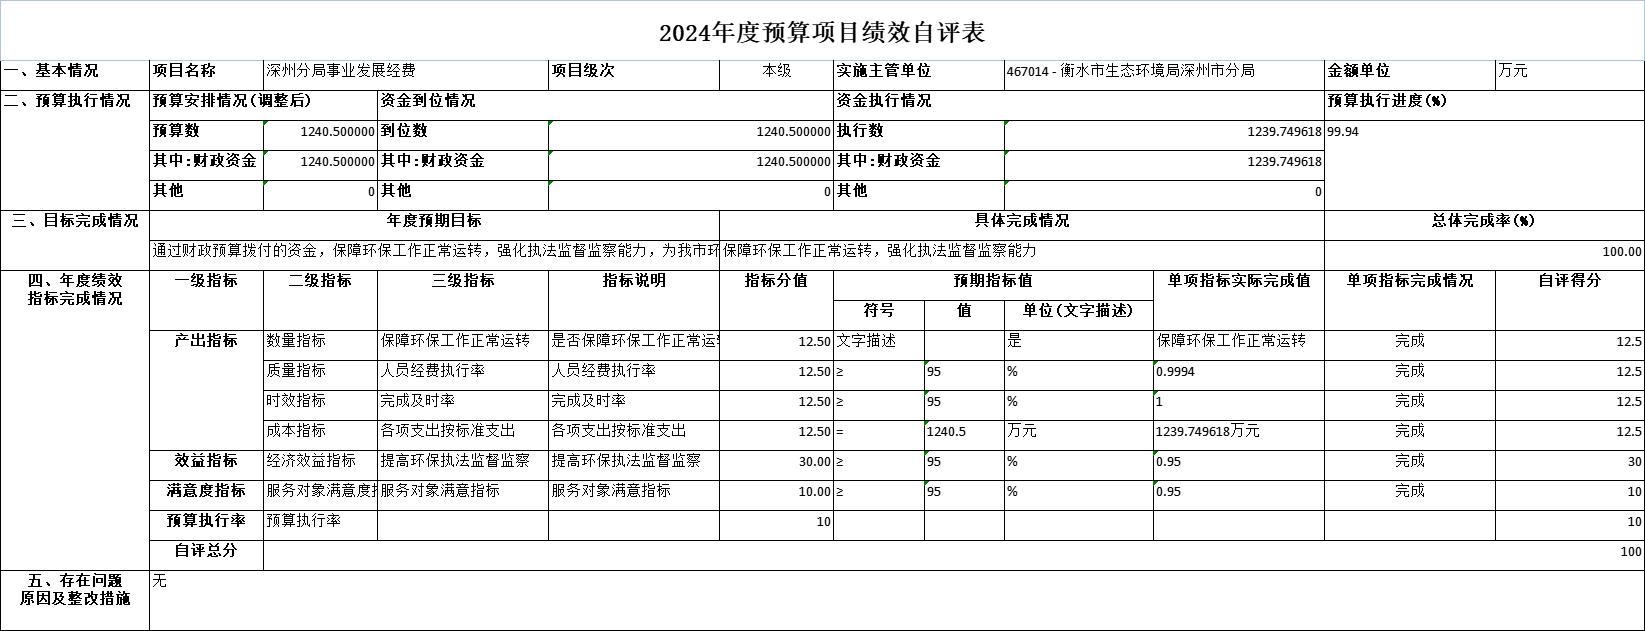 2024年度预算项目绩效自评表
一、基本情况 项目名称 深州分局事业发展经费 项目级次 本级 实施主管单位 467014 - 衡水市生态环境局深州市分局 金额单位 万元
二、预算执行情况 预算安排情况(调整后) 资金到位情况 资金执行情况 预算执行进度(%)
预算数 1240.500000 到位数 1240.500000 执行数 1239.749618 99.94
其中:财政资金 1240.500000 其中:财政资金 1240.500000 其中:财政资金 1239.749618
其他 0 其他 0 其他 0
三、目标完成情况 年度预期目标 具体完成情况 总体完成率(%)
通过财政预算拨付的资金，保障环保工作正常运转，强化执法监督监察能力，为我市环 保障环保工作正常运转，强化执法监督监察能力 100.00
四、年度绩效 一级指标 二级指标 三级指标 指标说明 指标分值 预期指标值 单项指标实际完成值 单项指标完成情况 自评得分
指标完成情况
符号 值 单位(文字描述)
产出指标 数量指标 保障环保工作正常运转 是否保障环保工作正常运 12.50 文字描述 是 保障环保工作正常运转 完成 12.5
质量指标 人员经费执行率 人员经费执行率 12.50 ≥ 95 % 0.9994 完成 12.5
时效指标 完成及时率 完成及时率 12.50 ≥ 95 % 1 完成 12.5
成本指标 各项支出按标准支出 各项支出按标准支出 12.50 = 1240.5 万元 1239.749618万元 完成 12.5
效益指标 经济效益指标 提高环保执法监督监察 提高环保执法监督监察 30.00 ≥ 95 % 0.95 完成 30
满意度指标 服务对象满意度 服务对象满意指标 服务对象满意指标 10.00 ≥ 95 % 0.95 完成 10
预算执行率 预算执行率 10 10
自评总分 100
五、存在问题 无
原因及整改措施